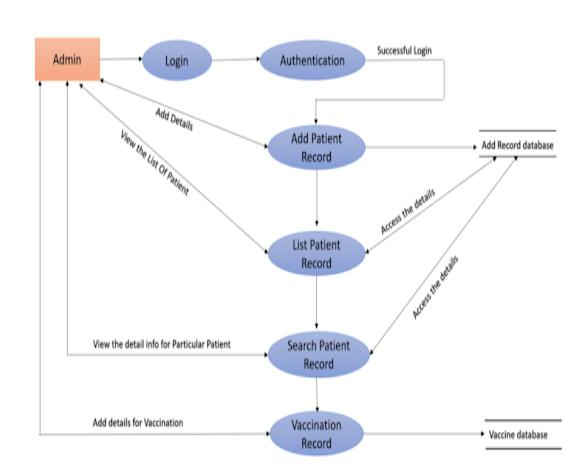 Successful Login
Admin
Login
Authentication
Add Details
Add Patient
Record
Add Record database
View the List Of Patient
Access the details
List Patient
Record
Access the details
View the detail info for Particular Patient
Search Patient
Record
Add details for Vaccination
Vaccination
Record
Vaccine database